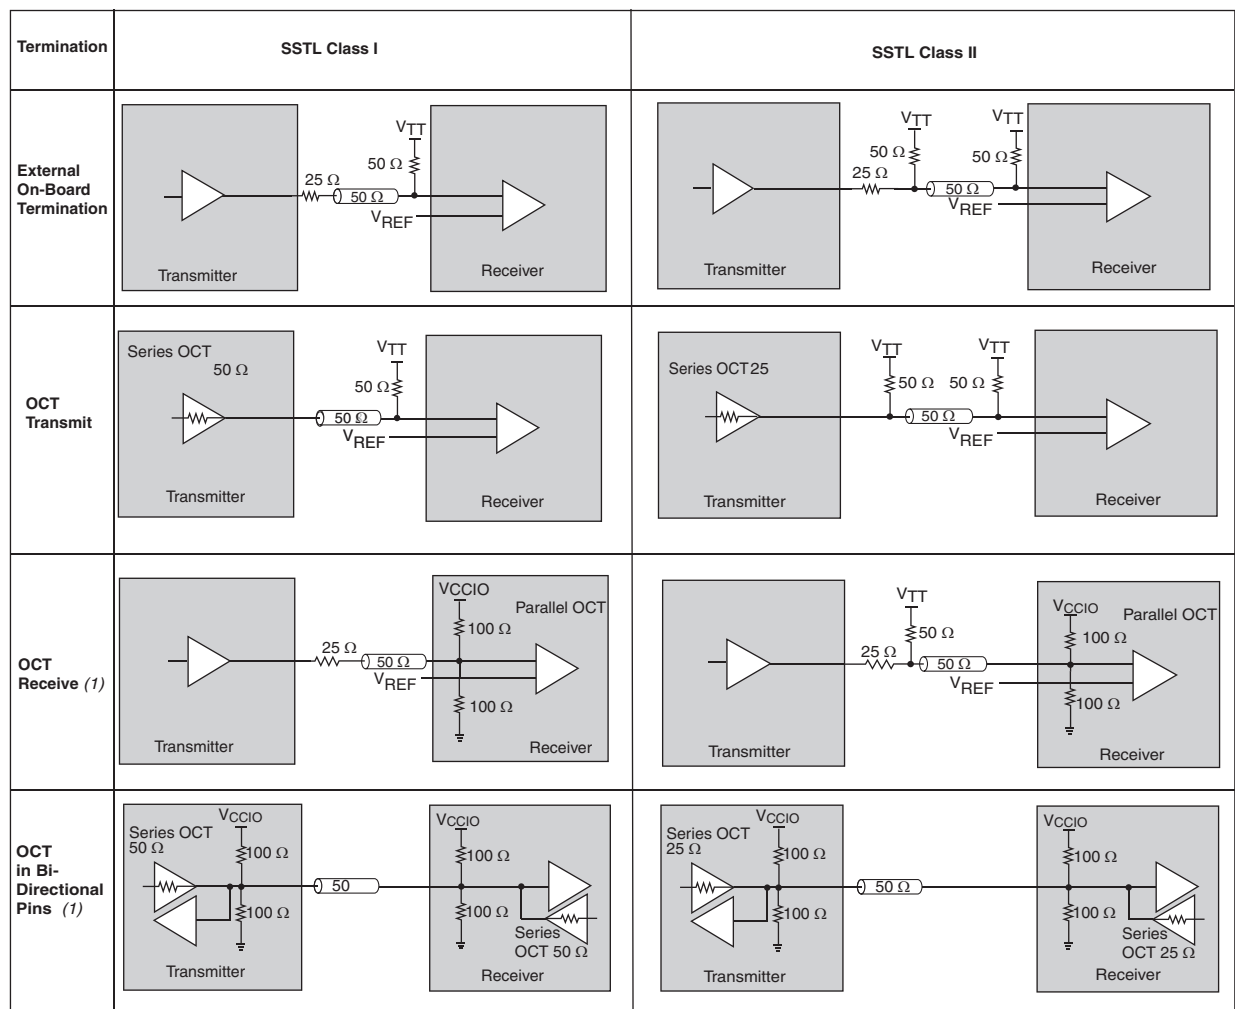 Termination
SSTL Class I
SSTL Class II
External
On-Board
Termination
VTT
50 Ω
25 Ω
50 Ω
VREF
Transmitter
Receiver
VTT
VTT
50 Ω
50 Ω
25 Ω
50 Ω
VREF
Transmitter
Receiver
OCT
Transmit
Series OCT
50 Ω
VTT
50 Ω
50 Ω
VREF
Transmitter
Receiver
Series OCT25
VTT
VTT
50 Ω
50 Ω
50 Ω
VREF
Transmitter
Receiver
OCT
Receive (1)
VCCIO
Parallel OCT
100 Ω
25 Ω
50 Ω
VREF
100 Ω
Transmitter
Receiver
VTT
VCCIO
Parallel OCT
50 Ω
100 Ω
25 Ω
50 Ω
VREF
100 Ω
Transmitter
Receiver
OCT
in Bi-
Directional
Pins (1)
VCCIO
Series OCT
50 Ω
100 Ω
50
100 Ω
Transmitter
VCCIO
100 Ω
100 Ω
Series
OCT 50 Ω
Receiver
VCCIO
Series OCT
25 Ω
100 Ω
50 Ω
100 Ω
Transmitter
VCCIO
100 Ω
100 Ω
Series
OCT 25 Ω
Receiver